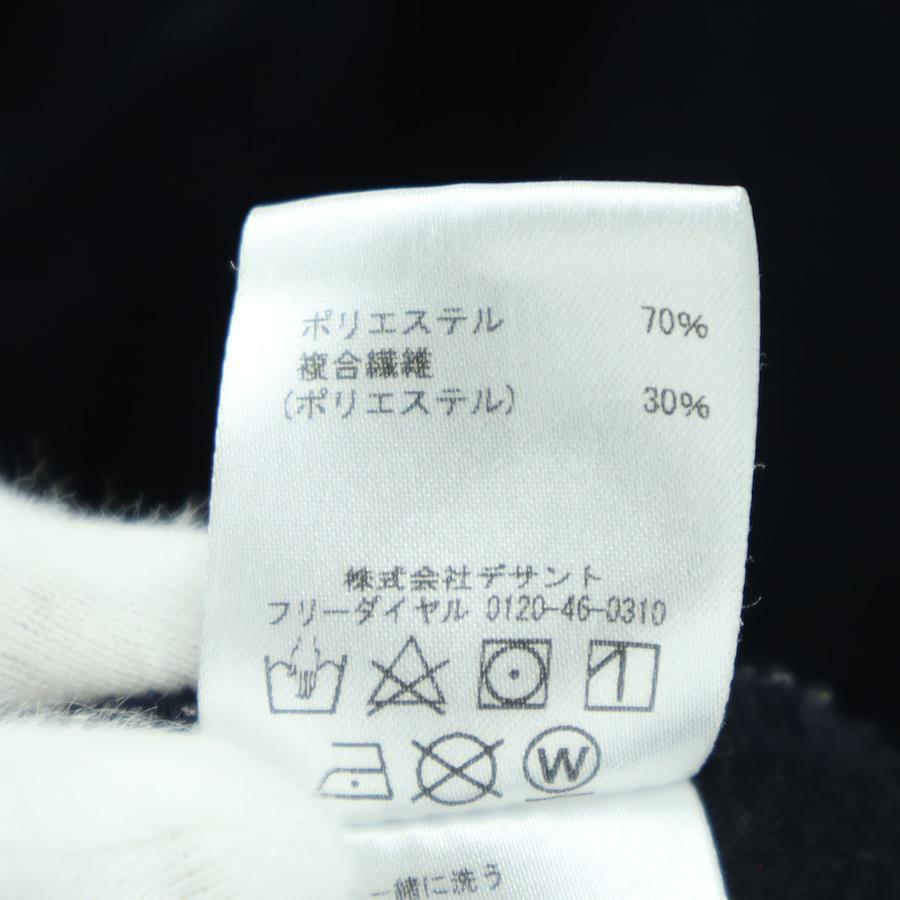 ポリエステル 70%
複合繊維
(ポリエステル) 30%
株式会社デサント
フリーダイヤル 0120-46-0310
W
一緒に洗う